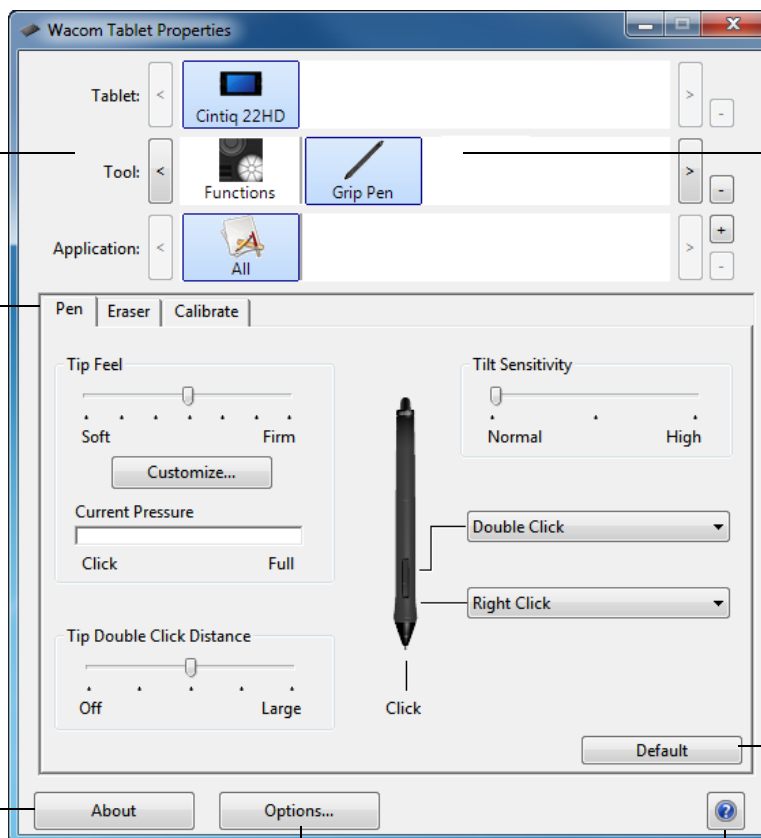 Wacom Tablet Properties
Tablet: < Cintiq 22HD > -
Tool: < Functions Grip Pen > -
Application: < All > + -
Pen Eraser Calibrate
Tip Feel
Soft Firm
Customize...
Current Pressure
Click Full
Tip Double Click Distance
Off Large
Tilt Sensitivity
Normal High
Double Click
Right Click
Click
Default
About Options... ?